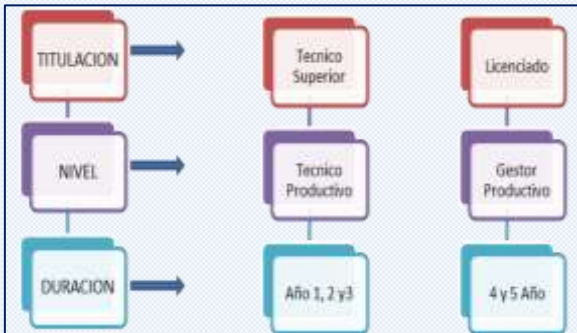 TITULACION
Tecnico
Superior
Licenciado
NIVEL
Tecnico
Productivo
Gestor
Productivo
DURACION
Año 1, 2 y3
4 y 5 Año